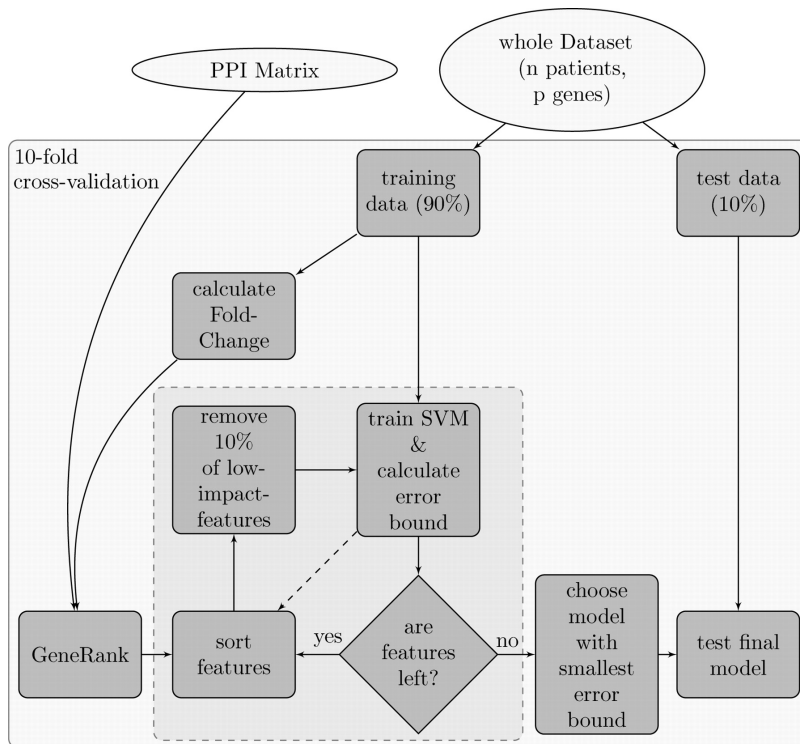 PPI Matrix
whole Dataset
(n patients,
p genes)
10-fold
cross-validation
training
data (90%)
test data
(10%)
calculate
Fold-
Change
remove
10%
of low-
impact-
features
train SVM
&
calculate
error
bound
GeneRank
sort
features
yes
are
features
left?
no
choose
model
with
smallest
error
bound
test final
model